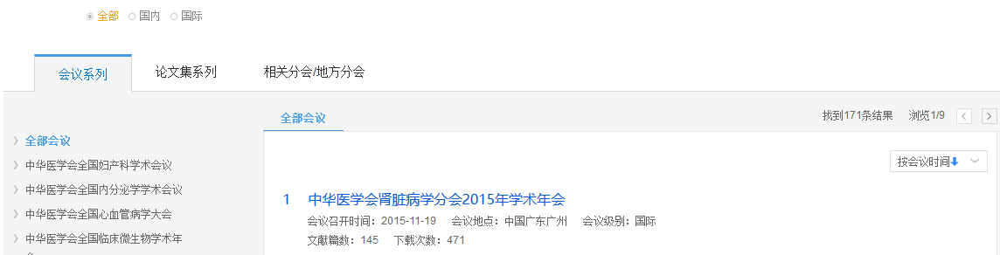 全部 国内 国际
会议系列 论文集系列 相关分会/地方分会
全部会议 找到171条结果 浏览1/9
全部会议
中华医学会全国妇产科学术会议
中华医学会全国内分泌学学术会议
中华医学会全国心血管病学大会
中华医学会全国临床微生物学术年
按会议时间
1 中华医学会肾脏病学分会2015年学术年会
会议召开时间：2015-11-19 会议地点：中国广东广州 会议级别：国际
文献篇数：145 下载次数：471